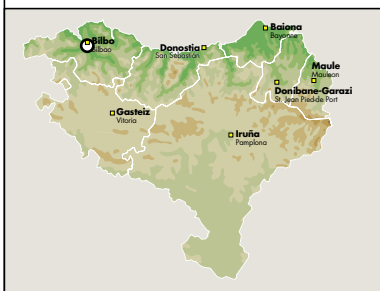 Baiona
Bayonne
Bilbo
Bilbao
Donostia
San Sebastian
Maule
Mauleon
Donibane-Garazi
St. Jean Pied de Port
Gasteiz
Vitoria
Iruña
Pamplona